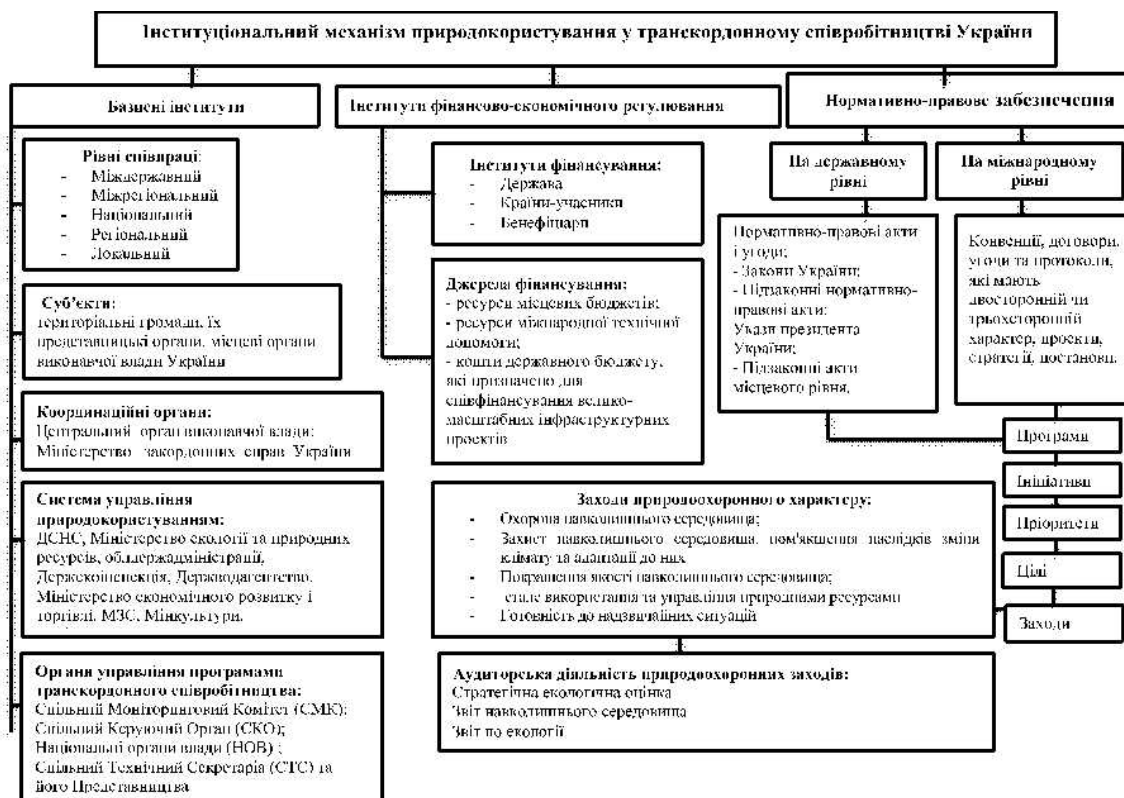 Інституціональний механізм природокористування у транскордонному співробітництві України
Базисні інститути
Рівні співпраці:
- Міждержавний
- Міжрегіональний
- Національний
- Регіональний
- Локальний
Суб'єкти:
територіальні громади, їх
представницькі органи, місцеві органи
виконавчої влади України
Координаційні органи:
Центральний орган виконавчої влади;
Міністерство закордонних справ України
Система управління
природокористуванням:
ДСНС, Міністерство екології та природних
ресурсів, облдержадміністрації,
Держекоінспекція, Держводагентство,
Міністерство економічного розвитку і
торгівлі, МЗС, Мінкультури.
Органи управління програмами
транскордонного співробітництва:
Спільний Моніторинговий Комітет (СМК);
Спільний Керуючий Орган (СКО);
Національні органи влади (НОВ) ;
Спільний Технічний Секретаріа (СТС) та
його Представництва
Інститути фінансово-економічного регулювання
Інститути фінансування:
- Держава
- Країни-учасники
- Бенефіціари
Джерела фінансування:
- ресурси місцевих бюджетів;
- ресурси міжнародної технічної
допомоги;
- кошти державного бюджету,
які призначено для
співфінансування велико-
масштабних інфраструктурних
проектів
Нормативно-правове забезпечення
На державному
рівні
Нормативно-правові акти
і угоди:
- Закони України;
- Підзаконні нормативно-
правові акти:
Укази президента
України;
- Підзаконні акти
місцевого рівня.
На міжнародному
рівні
Конвенції, договори,
угоди та протоколи,
які мають
двосторонній чи
трьохсторонній
характер, проекти,
стратегії, постанови.
Програми
Ініціативи
Пріоритети
Цілі
Заходи
Заходи природоохоронного характеру:
- Охорона навколишнього середовища;
- Захист навколишнього середовища, пом'якшення наслідків зміни
клімату та адаптації до них
- Покращення якості навколишнього середовища;
- стале використання та управління природними ресурсами
- Готовність до надзвичайних ситуацій
Аудиторська діяльність природоохоронних заходів:
Стратегічна екологічна оцінка
Звіт навколишнього середовища
Звіт по екології